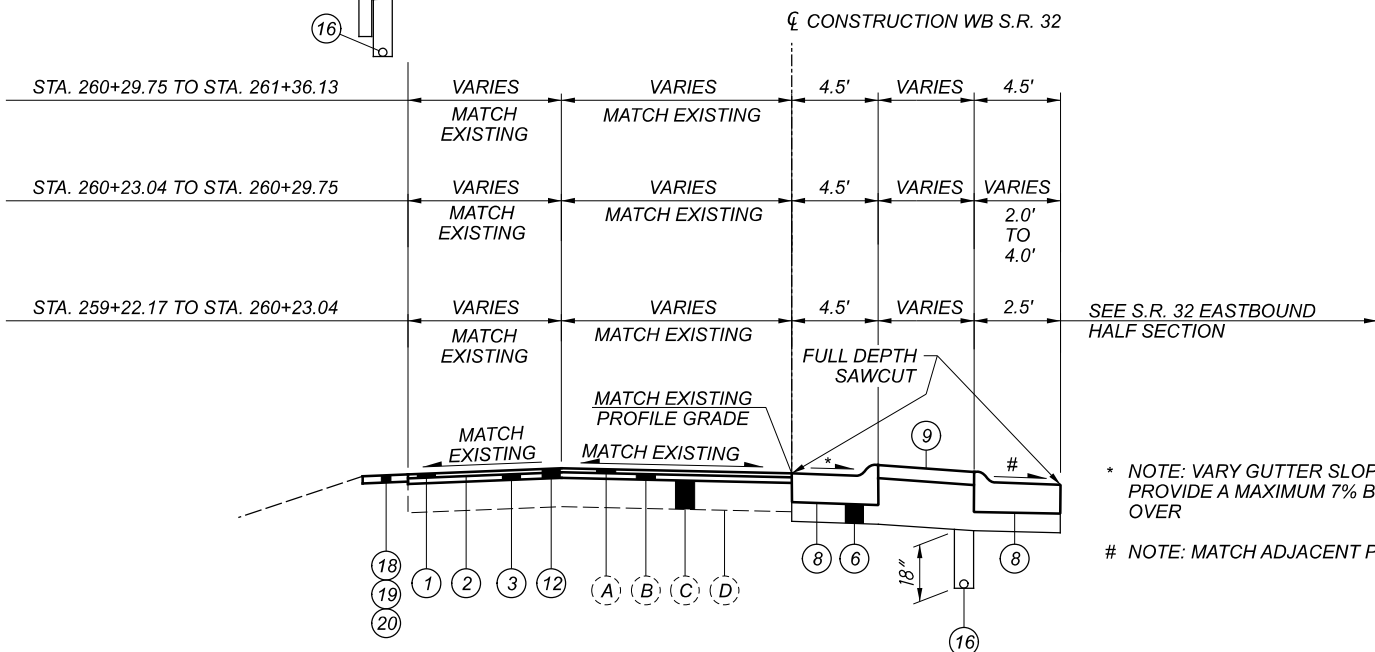 ℄ CONSTRUCTION WB S.R. 32
16
STA. 260+29.75 TO STA. 261+36.13
VARIES
MATCH
EXISTING
VARIES
MATCH EXISTING
4.5'
VARIES
4.5'
STA. 260+23.04 TO STA. 260+29.75
VARIES
MATCH
EXISTING
VARIES
MATCH EXISTING
4.5'
VARIES
VARIES
2.0'
TO
4.0'
STA. 259+22.17 TO STA. 260+23.04
VARIES
MATCH
EXISTING
VARIES
MATCH EXISTING
4.5'
VARIES
2.5'
SEE S.R. 32 EASTBOUND
HALF SECTION
FULL DEPTH
SAWCUT
MATCH EXISTING
PROFILE GRADE
MATCH
EXISTING
MATCH EXISTING
*
9
#
* NOTE: VARY GUTTER SLOP
PROVIDE A MAXIMUM 7% B
OVER
# NOTE: MATCH ADJACENT P
18
19
20
1
2
3
12
A
B
C
D
8
6
18"
8
16